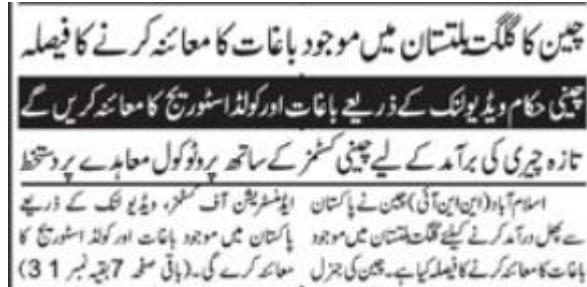 چین کا گلگت بلتستان میں موجود باغات کا معائنہ کرنے کا فیصلہ
چینی حکام ویڈیو لنک کے ذریعے باغات اور کولڈ اسٹوریج کا معائنہ کریں گے
تازہ چیری کی برآمد کے لیے چینی کسٹمز کے ساتھ پروٹوکول معاہدے پر دستخط
اسلام آباد (این این آئی) چین نے پاکستان
سے پھل درآمد کرنے کیلئے گلگت بلتستان میں موجود
باغات کا معائنہ کرنے کا فیصلہ کیا ہے۔ چین کی جنرل
ایڈمنسٹریشن آف کسٹمز، ویڈیو لنک کے ذریعے
پاکستان میں موجود باغات اور کولڈ اسٹوریج کا
معائنہ کرے گی۔ (باقی صفحہ 7 بقیہ نمبر 31)